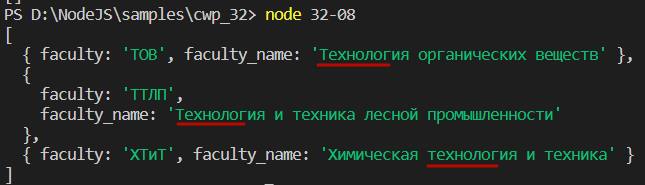 []
PS D:\NodeJS\samples\cwp_32> node 32-08
[
  { faculty: 'ТОВ', faculty_name: 'Технология органических веществ' },
  {
    faculty: 'ТТЛП',
    faculty_name: 'Технология и техника лесной промышленности'
  },
  { faculty: 'ХТиТ', faculty_name: 'Химическая технология и техника' }
]